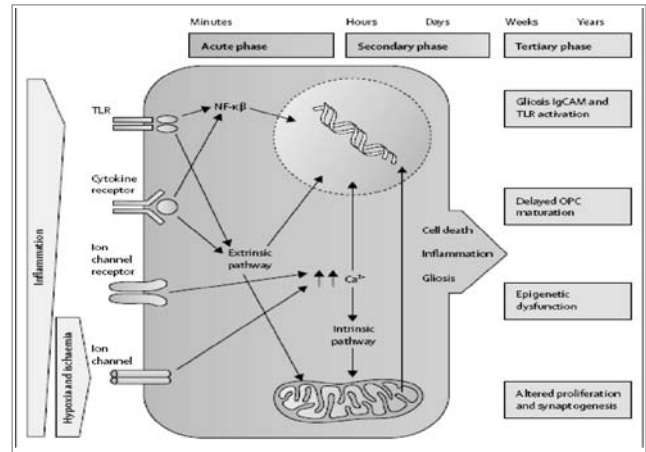 Minutes Hours Days Weeks Years
Acute phase Secondary phase Tertiary phase
TLR
NF-κβ
Cytokine
receptor
Ion
channel
receptor
Ion
channel
Inflammation
Hypoxia and ischaemia
Extrinsic
pathway
Ca²⁺
Intrinsic
pathway
Cell death
Inflammation
Gliosis
Gliosis IgCAM and
TLR activation
Delayed OPC
maturation
Epigenetic
dysfunction
Altered proliferation
and synaptogenesis